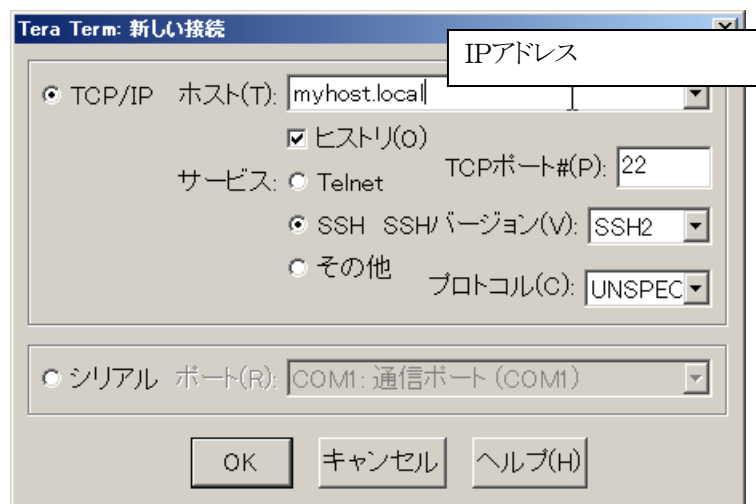 Tera Term: 新しい接続
IPアドレス
TCP/IP ホスト(T): myhost.local
ヒストリ(O)
サービス: Telnet TCPポート#(P): 22
SSH SSHバージョン(V): SSH2
その他 プロトコル(C): UNSPEC
シリアル ポート(R): COM1: 通信ポート (COM1)
OK キャンセル ヘルプ(H)